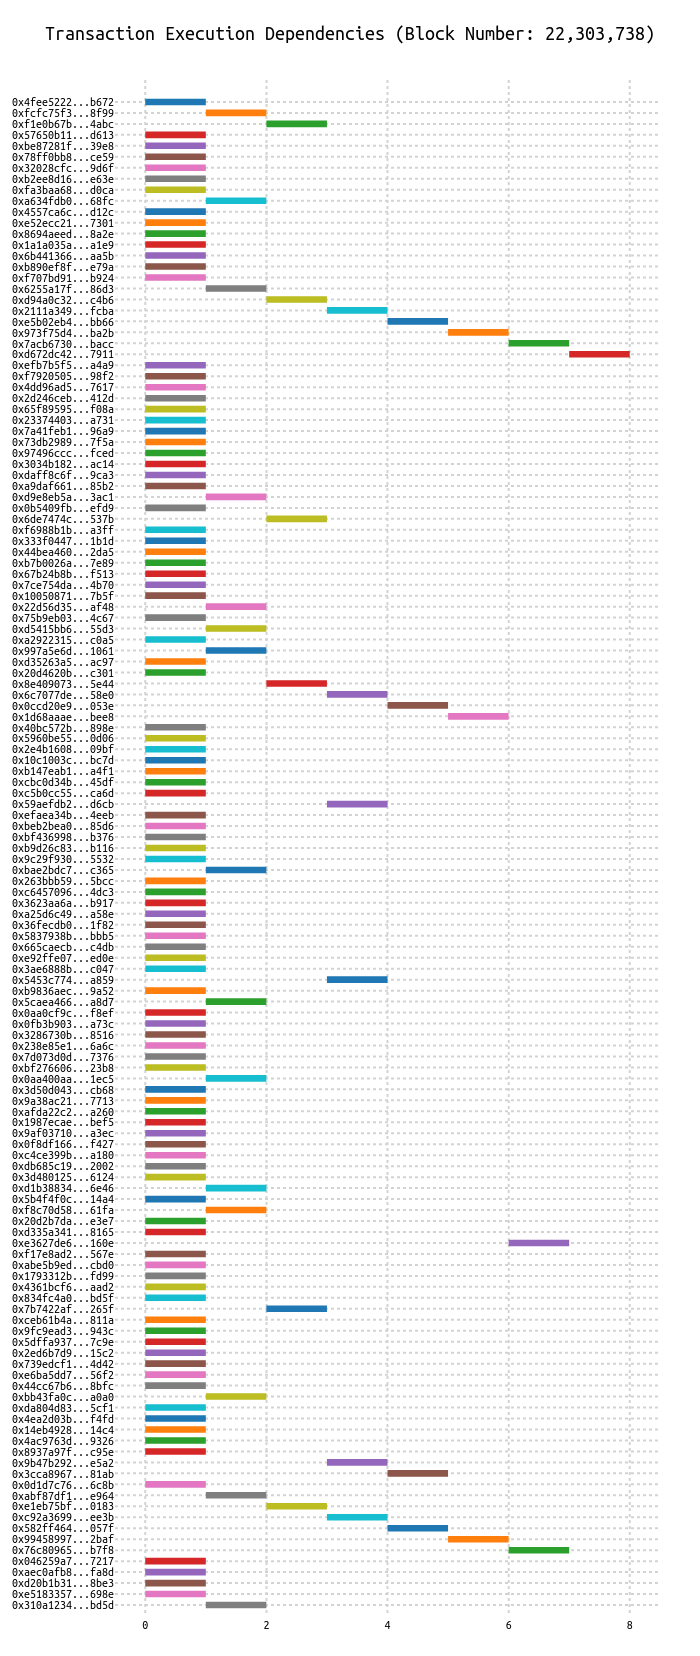 Transaction Execution Dependencies (Block Number: 22,303,738)
0x4fee5222...b672
0xfcfc75f3...8f99
0xf1e0b67b...4abc
0x57650b11...d613
0xbe87281f...39e8
0x78ff0bb8...ce59
0x32028cfc...9d6f
0xb2ee8d16...e63e
0xfa3baa68...d0ca
0xa634fdb0...68fc
0x4557ca6c...d12c
0xe52ecc21...7301
0x8694aeed...8a2e
0x1a1a035a...a1e9
0x6b441366...aa5b
0xb890ef8f...e79a
0xf707bd91...b924
0x6255a17f...86d3
0xd94a0c32...c4b6
0x2111a349...fcba
0xe5b02eb4...bb66
0x973f75d4...ba2b
0x7acb6730...bacc
0xd672dc42...7911
0xefb7b5f5...a4a9
0xf7920505...98f2
0x4dd96ad5...7617
0x2d246ceb...412d
0x65f89595...f08a
0x23374403...a731
0x7a41feb1...96a9
0x73db2989...7f5a
0x97496ccc...fced
0x3034b182...ac14
0xdaff8c6f...9ca3
0xa9daf661...85b2
0xd9e8eb5a...3ac1
0x0b5409fb...efd9
0x6de7474c...537b
0xf6988b1b...a3ff
0x333f0447...1b1d
0x44bea460...2da5
0xb7b0026a...7e89
0x67b24b8b...f513
0x7ce754da...4b70
0x10050871...7b5f
0x22d56d35...af48
0x75b9eb03...4c67
0xd5415bb6...55d3
0xa2922315...c0a5
0x997a5e6d...1061
0xd35263a5...ac97
0x20d4620b...c301
0x8e409073...5e44
0x6c7077de...58e0
0x0ccd20e9...053e
0x1d68aaae...bee8
0x40bc572b...898e
0x5960be55...0d06
0x2e4b1608...09bf
0x10c1003c...bc7d
0xb147eab1...a4f1
0xcbc0d34b...45df
0xc5b0cc55...ca6d
0x59aefdb2...d6cb
0xefaea34b...4eeb
0xbeb2bea0...85d6
0xbf436998...b376
0xb9d26c83...b116
0x9c29f930...5532
0xbae2bdc7...c365
0x263bbb59...5bcc
0xc6457096...4dc3
0x3623aa6a...b917
0xa25d6c49...a58e
0x36fecdb0...1f82
0x5837938b...bbb5
0x665caecb...c4db
0xe92ffe07...ed0e
0x3ae6888b...c047
0x5453c774...a859
0xb9836aec...9a52
0x5caea466...a8d7
0x0aa0cf9c...f8ef
0x0fb3b903...a73c
0x3286730b...8516
0x238e85e1...6a6c
0x7d073d0d...7376
0xbf276606...23b8
0x0aa400aa...1ec5
0x3d50d043...cb68
0x9a38ac21...7713
0xafda22c2...a260
0x1987ecae...bef5
0x9af03710...a3ec
0x0f8df166...f427
0xc4ce399b...a180
0xdb685c19...2002
0x3d480125...6124
0xd1b38834...6e46
0x5b4f4f0c...14a4
0xf8c70d58...61fa
0x20d2b7da...e3e7
0xd335a341...8165
0xe3627de6...160e
0xf17e8ad2...567e
0xabe5b9ed...cbd0
0x1793312b...fd99
0x4361bcf6...aad2
0x834fc4a0...bd5f
0x7b7422af...265f
0xceb61b4a...811a
0x9fc9ead3...943c
0x5dffa937...7c9e
0x2ed6b7d9...15c2
0x739edcf1...4d42
0xe6ba5dd7...56f2
0x44cc67b6...8bfc
0xbb43fa0c...a0a0
0xda804d83...5cf1
0x4ea2d03b...f4fd
0x14eb4928...14c4
0x4ac9763d...9326
0x8937a97f...c95e
0x9b47b292...e5a2
0x3cca8967...81ab
0x0d1d7c76...6c8b
0xabf87df1...e964
0xe1eb75bf...0183
0xc92a3699...ee3b
0x582ff464...057f
0x99458997...2baf
0x76c80965...b7f8
0x046259a7...7217
0xaec0afb8...fa8d
0xd20b1b31...8be3
0xe5183357...698e
0x310a1234...bd5d
0 2 4 6 8